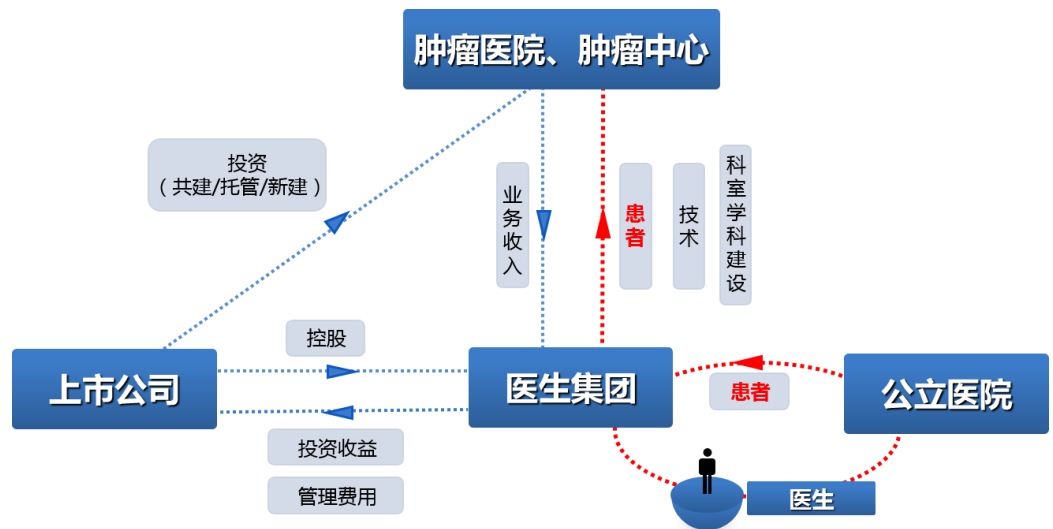 肿瘤医院、肿瘤中心
投资
（共建/托管/新建）
业务收入
患者
技术
科室学科建设
控股
上市公司
医生集团
患者
公立医院
投资收益
管理费用
医生